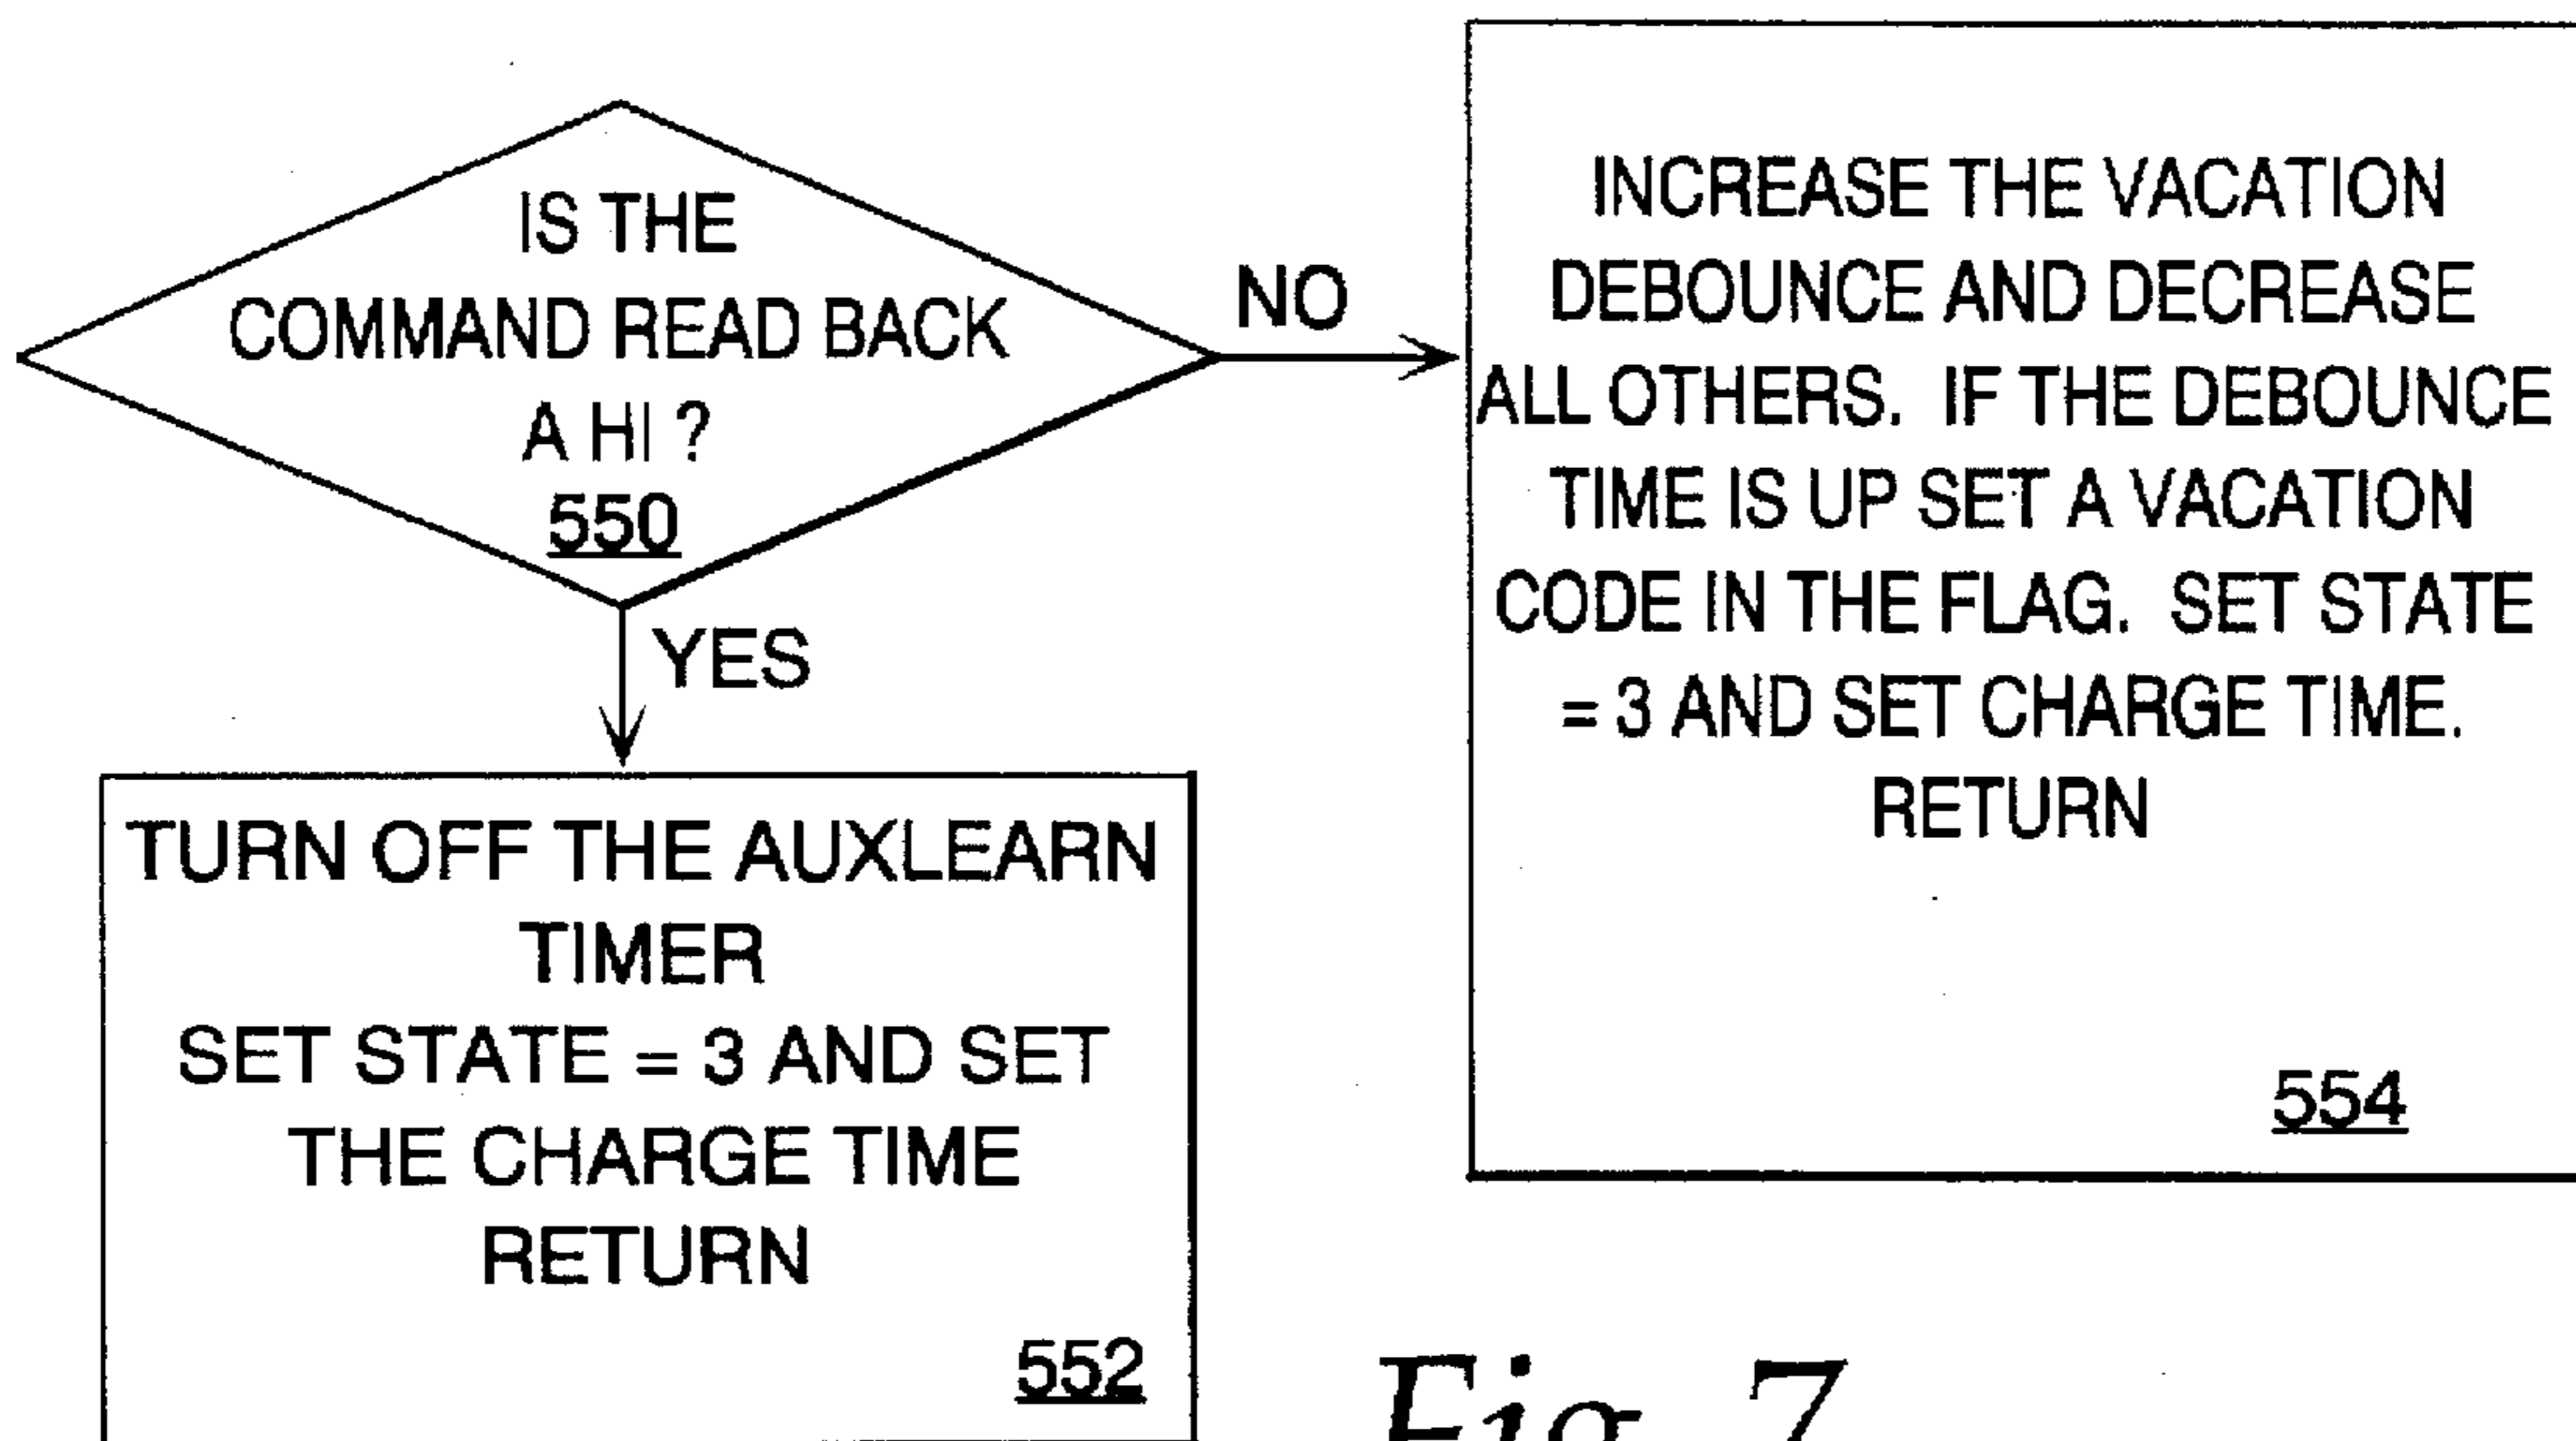 IS THE
COMMAND READ BACK
A HI ?
550
NO
YES
INCREASE THE VACATION
DEBOUNCE AND DECREASE
ALL OTHERS. IF THE DEBOUNCE
TIME IS UP SET A VACATION
CODE IN THE FLAG. SET STATE
= 3 AND SET CHARGE TIME.
RETURN
554
TURN OFF THE AUXLEARN
TIMER
SET STATE = 3 AND SET
THE CHARGE TIME
RETURN
552
Fig 7